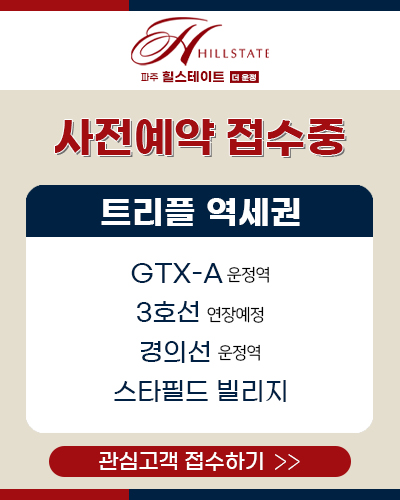 HILLSTATE
파주 힐스테이트 더 운정
사전예약 접수중
트리플 역세권
GTX-A 운정역
3호선 연장예정
경의선 운정역
스타필드 빌리지
관심고객 접수하기 >>